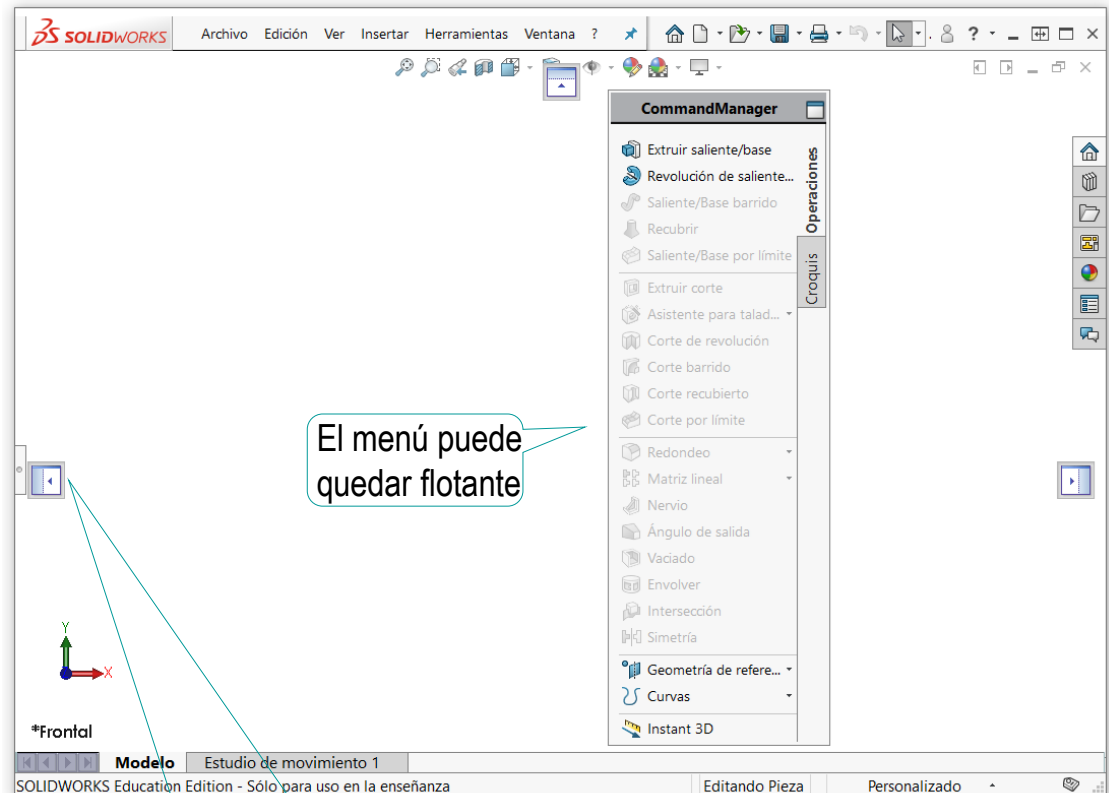 SOLIDWORKS Archivo Edición Ver Insertar Herramientas Ventana ?
CommandManager
Extruir saliente/base
Revolución de saliente...
Saliente/Base barrido
Recubrir
Saliente/Base por límite
Extruir corte
Asistente para talad...
Corte de revolución
Corte barrido
Corte recubierto
Corte por límite
Redondeo
Matriz lineal
Nervio
Ángulo de salida
Vaciado
Envolver
Intersección
Simetría
Geometría de refere...
Curvas
Instant 3D
Operaciones
Croquis
El menú puede
quedar flotante
Y
X
*Frontal
Modelo Estudio de movimiento 1
SOLIDWORKS Education Edition - Sólo para uso en la enseñanza Editando Pieza Personalizado